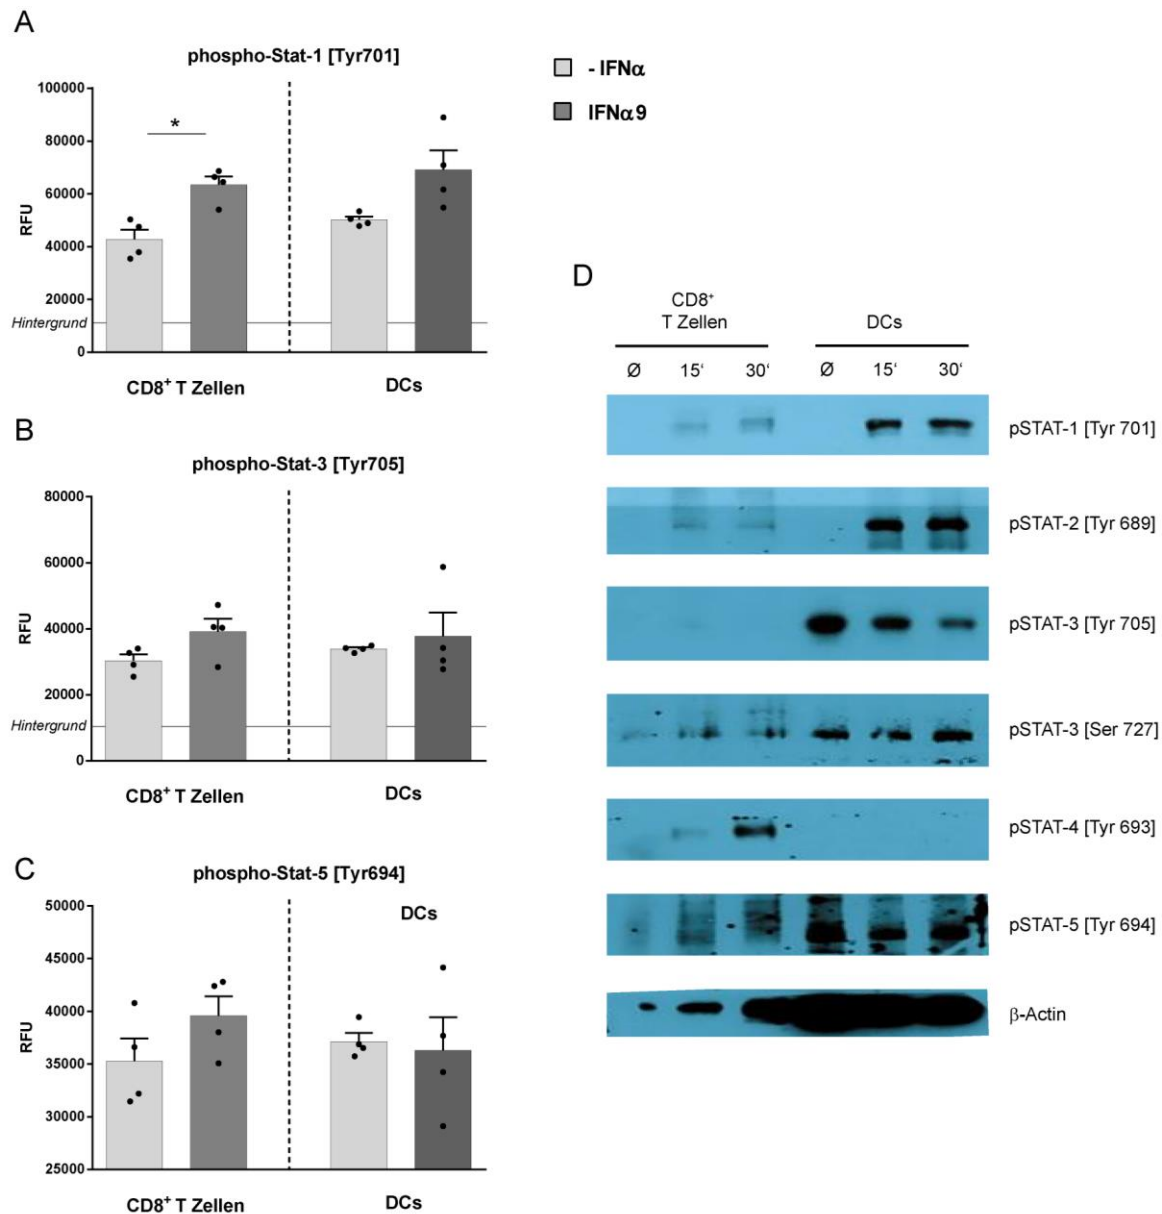 A
phospho-Stat-1 [Tyr701]
- IFNα
IFNα9
100000
80000
60000
40000
20000
0
RFU
*
Hintergrund
CD8⁺ T Zellen
DCs
B
phospho-Stat-3 [Tyr705]
80000
60000
40000
20000
0
RFU
Hintergrund
CD8⁺ T Zellen
DCs
C
phospho-Stat-5 [Tyr694]
DCs
50000
45000
40000
35000
30000
25000
RFU
CD8⁺ T Zellen
DCs
D
CD8⁺
T Zellen
DCs
Ø 15‘ 30‘ Ø 15‘ 30‘
pSTAT-1 [Tyr 701]
pSTAT-2 [Tyr 689]
pSTAT-3 [Tyr 705]
pSTAT-3 [Ser 727]
pSTAT-4 [Tyr 693]
pSTAT-5 [Tyr 694]
β-Actin